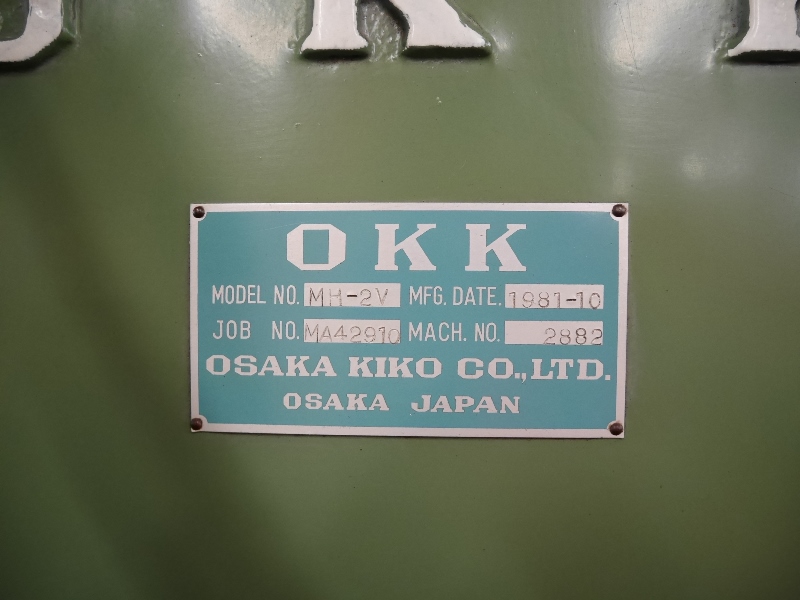 OKK
MODEL NO. MH-2V MFG. DATE. 1981-10
JOB NO. MA42910 MACH. NO. 2882
OSAKA KIKO CO.,LTD.
OSAKA JAPAN